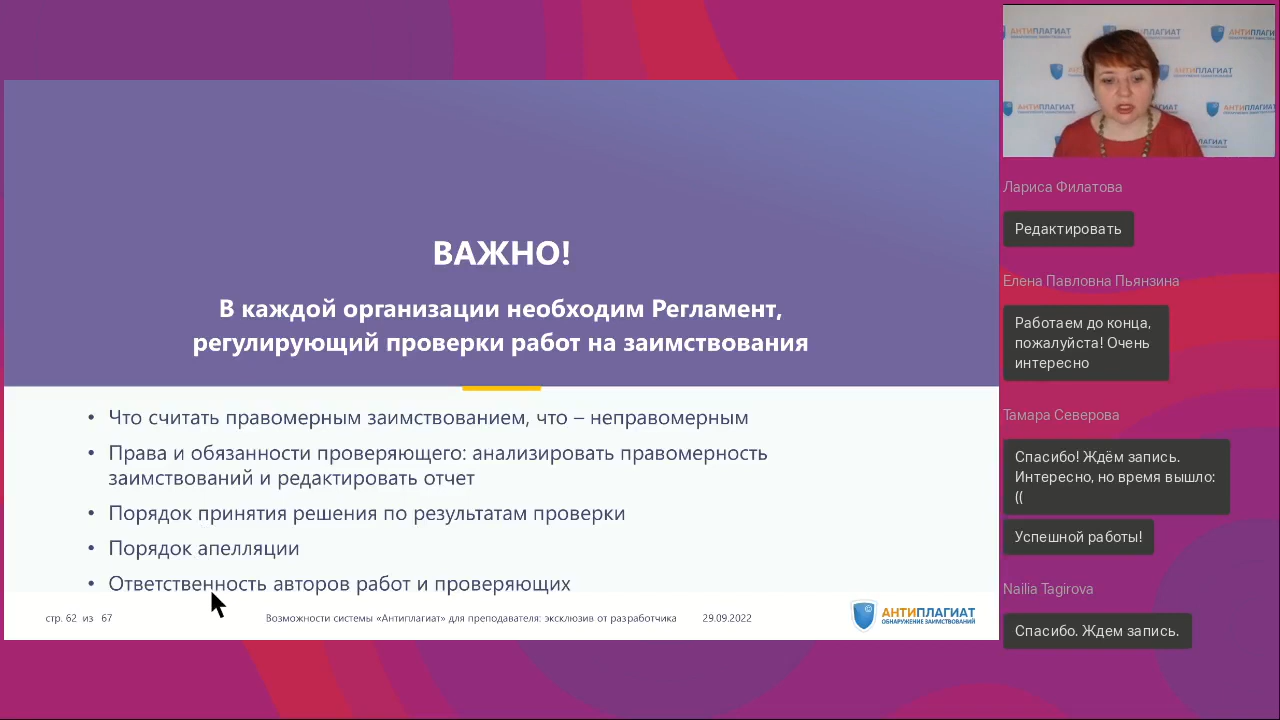 ВАЖНО!
В каждой организации необходим Регламент,
регулирующий проверки работ на заимствования
• Что считать правомерным заимствованием, что – неправомерным
• Права и обязанности проверяющего: анализировать правомерность
заимствований и редактировать отчет
• Порядок принятия решения по результатам проверки
• Порядок апелляции
• Ответственность авторов работ и проверяющих
стр. 62 из 67
Возможности системы «Антиплагиат» для преподавателя: эксклюзив от разработчика
29.09.2022
АНТИПЛАГИАТ
ОБНАРУЖЕНИЕ ЗАИМСТВОВАНИЙ
АНТИПЛАГИАТ
Лариса Филатова
Редактировать
Елена Павловна Пьянзина
Работаем до конца,
пожалуйста! Очень
интересно
Тамара Северова
Спасибо! Ждём запись.
Интересно, но время вышло:
((
Успешной работы!
Nailia Tagirova
Спасибо. Ждем запись.